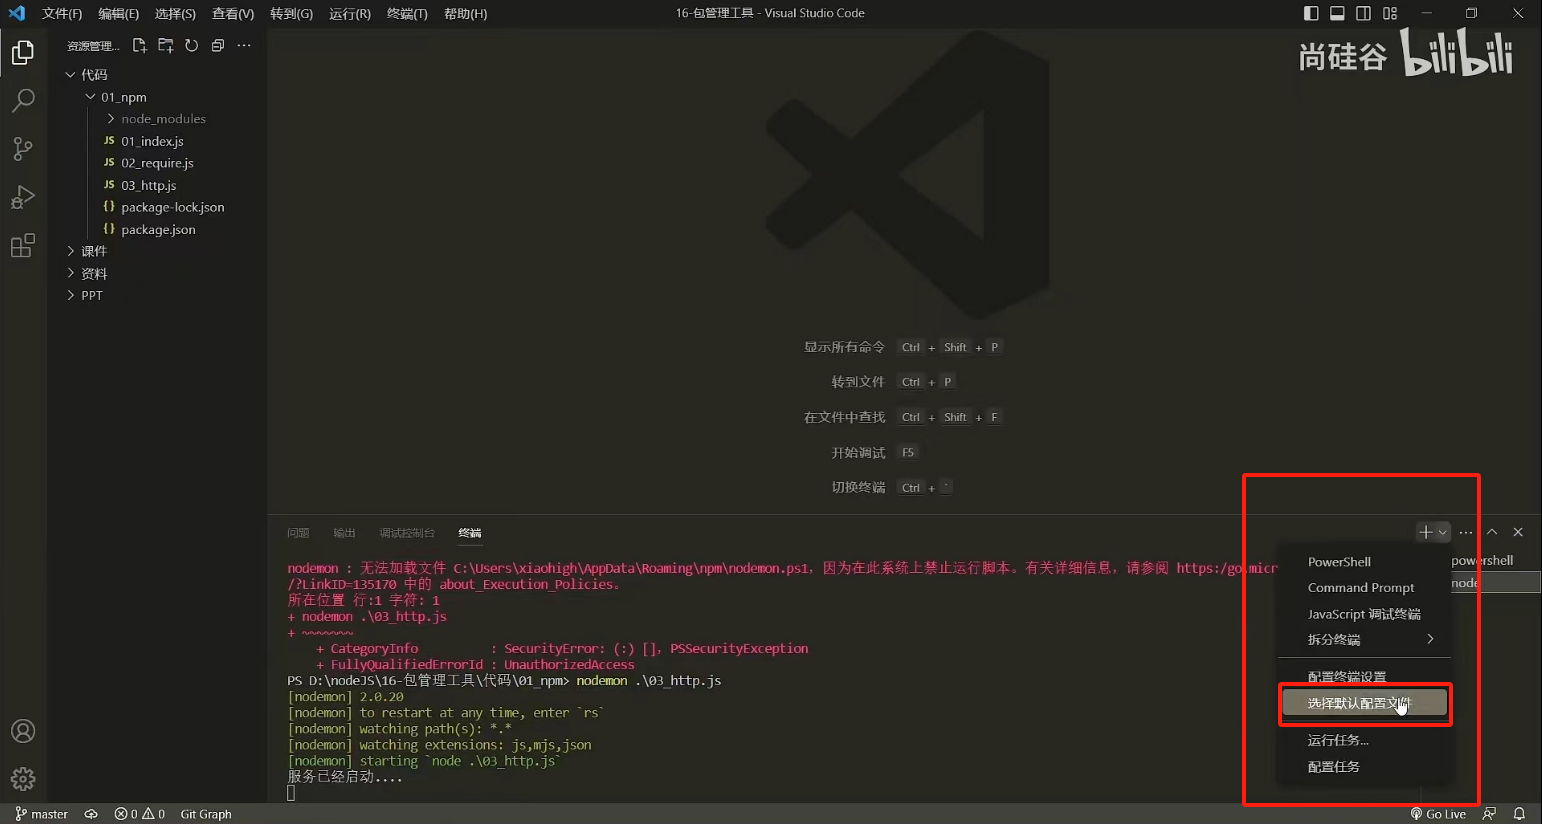 文件(F) 编辑(E) 选择(S) 查看(V) 转到(G) 运行(R) 终端(T) 帮助(H) 16-包管理工具 - Visual Studio Code
资源管理... ...
尚硅谷 bilibili
代码
01_npm
node_modules
JS 01_index.js
JS 02_require.js
JS 03_http.js
{} package-lock.json
{} package.json
课件
资料
PPT
显示所有命令 Ctrl + Shift + P
转到文件 Ctrl + P
在文件中查找 Ctrl + Shift + F
开始调试 F5
切换终端 Ctrl + `
问题 输出 调试控制台 终端
nodemon : 无法加载文件 C:\Users\xiaohigh\AppData\Roaming\npm\nodemon.ps1，因为在此系统上禁止运行脚本。有关详细信息，请参阅 https:/go.micr
/?LinkID=135170 中的 about_Execution_Policies。
所在位置 行:1 字符: 1
+ nodemon .\03_http.js
+ ~~~~~~~
+ CategoryInfo : SecurityError: (:) []，PSSecurityException
+ FullyQualifiedErrorId : UnauthorizedAccess
PS D:\nodeJS\16-包管理工具\代码\01_npm> nodemon .\03_http.js
[nodemon] 2.0.20
[nodemon] to restart at any time, enter `rs`
[nodemon] watching path(s): *.*
[nodemon] watching extensions: js,mjs,json
[nodemon] starting `node .\03_http.js`
服务已经启动....
PowerShell
Command Prompt
JavaScript 调试终端
拆分终端
配置终端设置
选择默认配置文件
运行任务...
配置任务
powershell
node
master 0 0 Git Graph Go Live